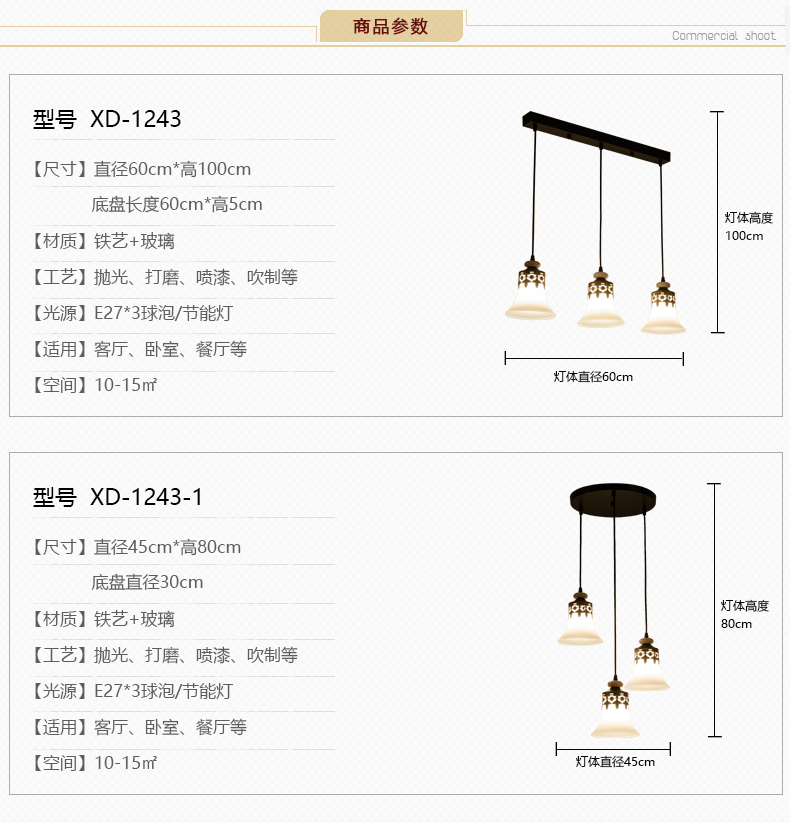 商品参数
Commercial shoot
型号 XD-1243
【尺寸】直径60cm*高100cm
底盘长度60cm*高5cm
【材质】铁艺+玻璃
【工艺】抛光、打磨、喷漆、吹制等
【光源】E27*3球泡/节能灯
【适用】客厅、卧室、餐厅等
【空间】10-15㎡
灯体高度
100cm
灯体直径60cm
型号 XD-1243-1
【尺寸】直径45cm*高80cm
底盘直径30cm
【材质】铁艺+玻璃
【工艺】抛光、打磨、喷漆、吹制等
【光源】E27*3球泡/节能灯
【适用】客厅、卧室、餐厅等
【空间】10-15㎡
灯体高度
80cm
灯体直径45cm